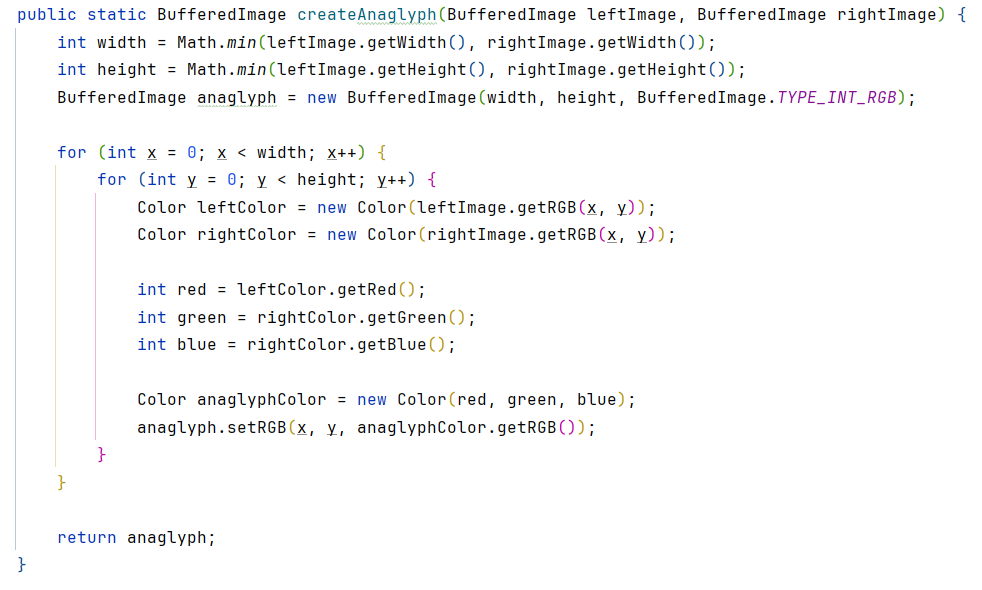 public static BufferedImage createAnaglyph(BufferedImage leftImage, BufferedImage rightImage) {
    int width = Math.min(leftImage.getWidth(), rightImage.getWidth());
    int height = Math.min(leftImage.getHeight(), rightImage.getHeight());
    BufferedImage anaglyph = new BufferedImage(width, height, BufferedImage.TYPE_INT_RGB);

    for (int x = 0; x < width; x++) {
        for (int y = 0; y < height; y++) {
            Color leftColor = new Color(leftImage.getRGB(x, y));
            Color rightColor = new Color(rightImage.getRGB(x, y));

            int red = leftColor.getRed();
            int green = rightColor.getGreen();
            int blue = rightColor.getBlue();

            Color anaglyphColor = new Color(red, green, blue);
            anaglyph.setRGB(x, y, anaglyphColor.getRGB());
        }
    }

    return anaglyph;
}